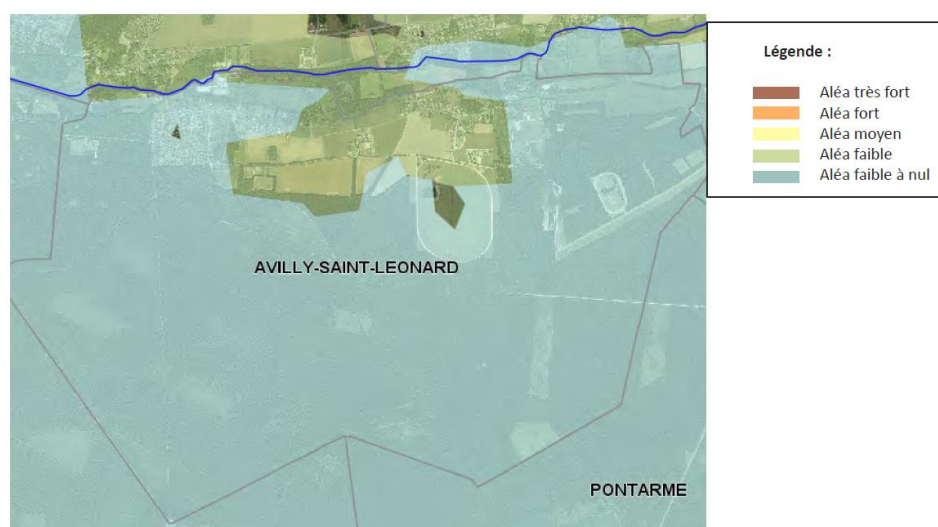 Légende :
Aléa très fort
Aléa fort
Aléa moyen
Aléa faible
Aléa faible à nul
AVILLY-SAINT-LEONARD
PONTARME